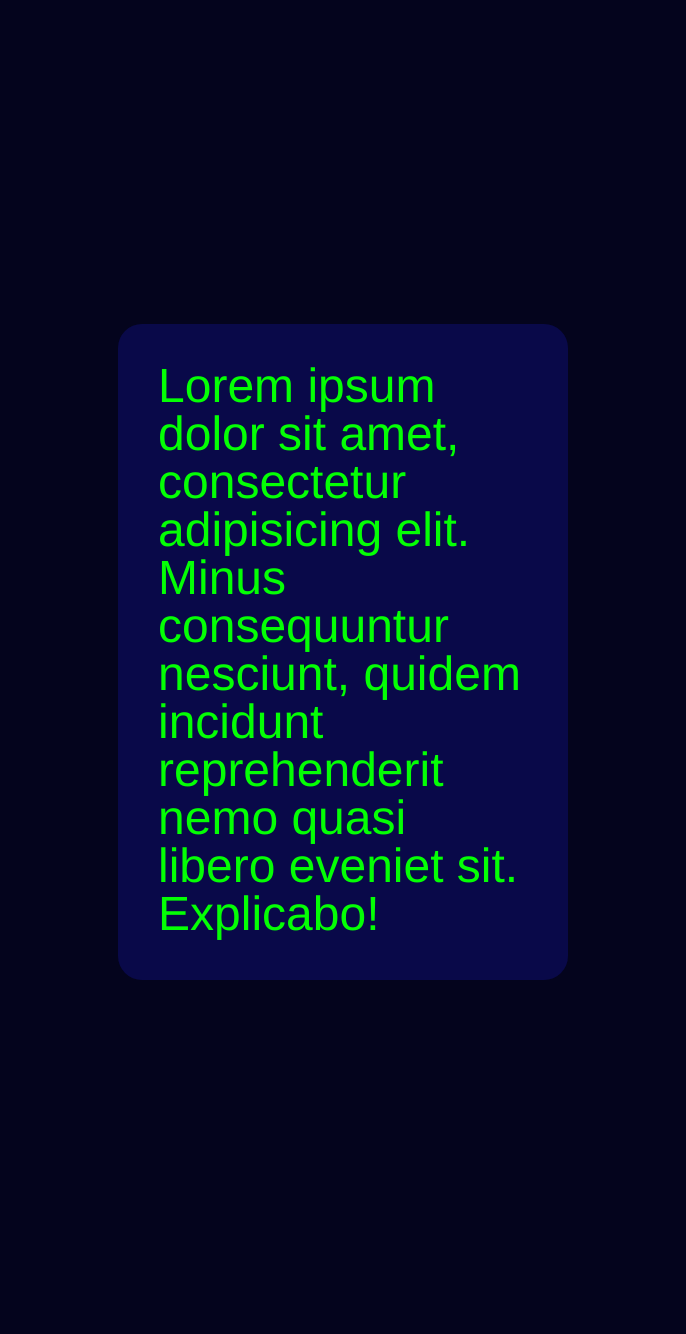 Lorem ipsum
dolor sit amet,
consectetur
adipisicing elit.
Minus
consequuntur
nesciunt, quidem
incidunt
reprehenderit
nemo quasi
libero eveniet sit.
Explicabo!